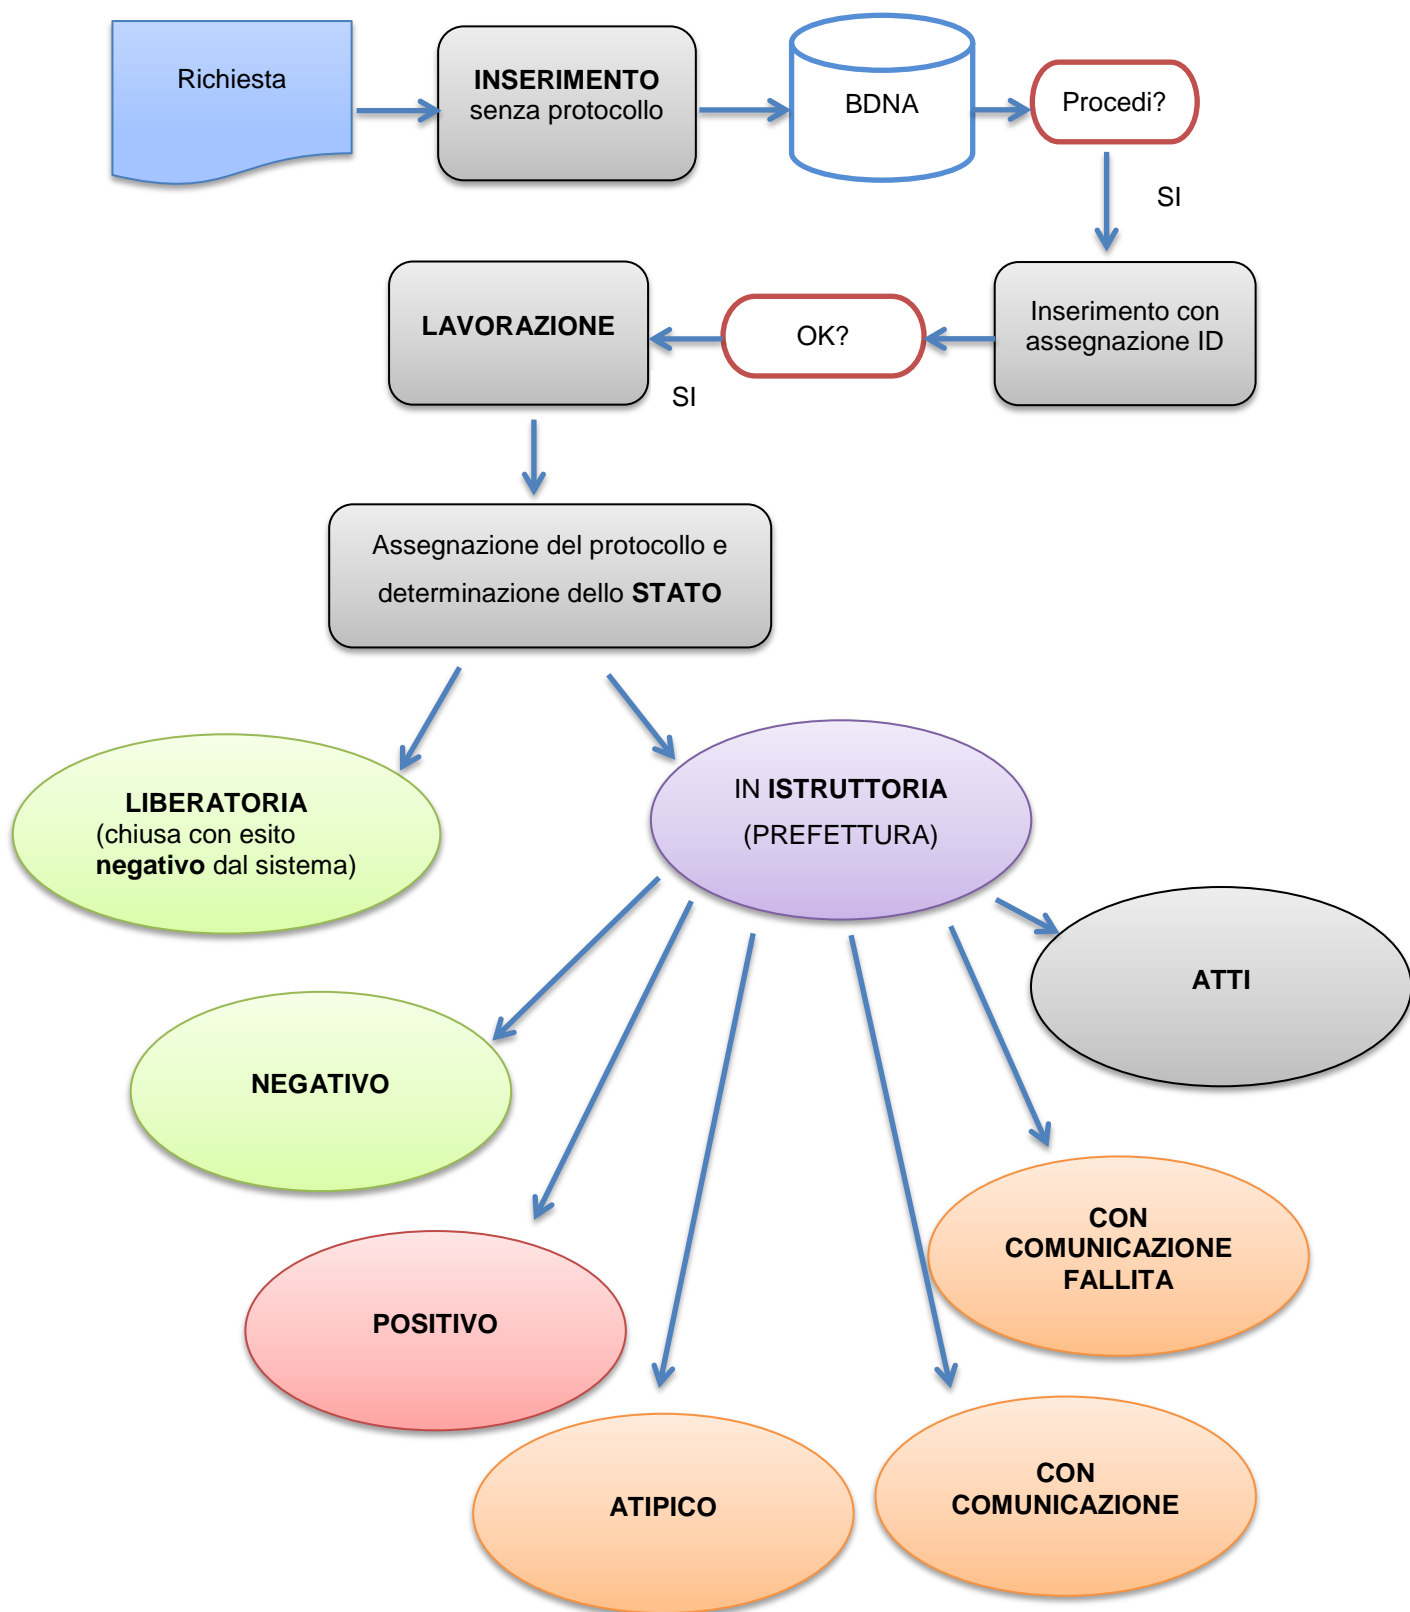 Richiesta
INSERIMENTO
senza protocollo
BDNA
Procedi?
SI
Inserimento con
assegnazione ID
OK?
SI
LAVORAZIONE
Assegnazione del protocollo e
determinazione dello STATO
LIBERATORIA
(chiusa con esito
negativo dal sistema)
IN ISTRUTTORIA
(PREFETTURA)
ATTI
NEGATIVO
CON
COMUNICAZIONE
FALLITA
POSITIVO
CON
COMUNICAZIONE
ATIPICO